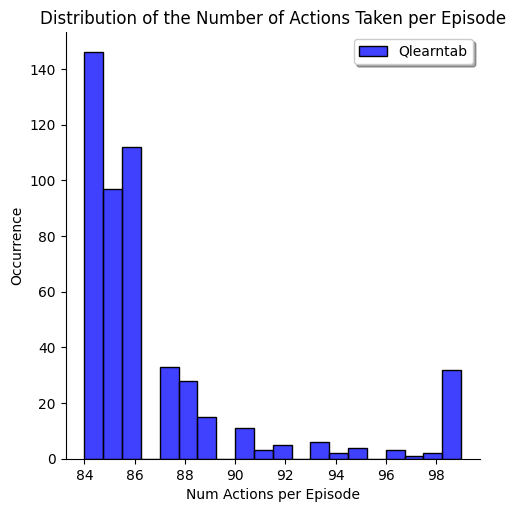 Distribution of the Number of Actions Taken per Episode
Qlearntab
Occurrence
140
120
100
80
60
40
20
0
84 86 88 90 92 94 96 98
Num Actions per Episode